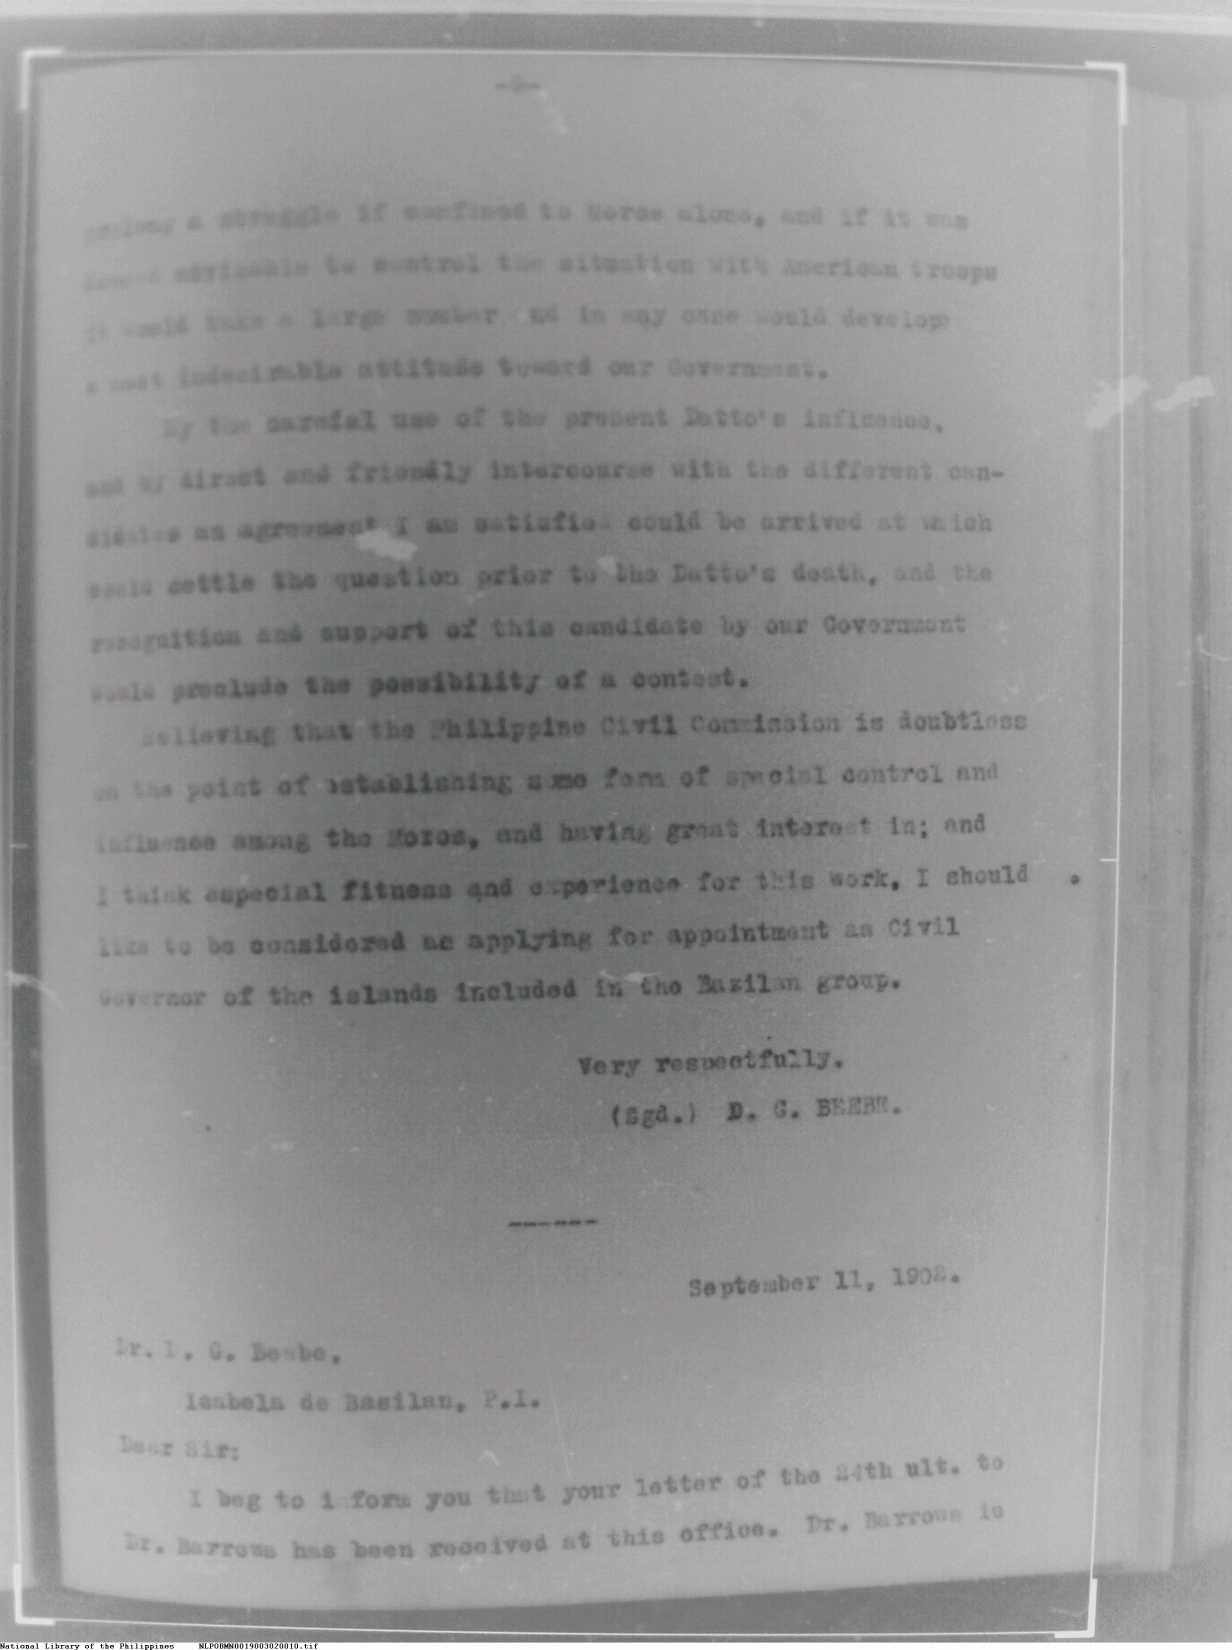 -2-
prolong a struggle if confined to Moros alone, and if it was
deemed advisable to control the situation with American troops
it would take a large number and in any case would develop
a most indesirable attitude toward our Government.
By the careful use of the present Datto's influence,
and by direct and friendly intercourse with the different can-
didates an agreement I am satisfied could be arrived at which
would settle the question prior to the Datto's death, and the
recognition and support of this candidate by our Government
would preclude the possibility of a contest.
Believing that the Philippine Civil Commission is doubtless
on the point of establishing some form of special control and
influence among the Moros, and having great interest in; and
I think especial fitness and experience for this work, I should
like to be considered as applying for appointment as Civil
Governor of the islands included in the Bazilan group.
Very respectfully.
(Sgd.) D. G. BEEBE.
------
September 11, 1902.
Dr. D. G. Beebe,
Isabela de Basilan, P.I.
Dear Sir:
I beg to inform you that your letter of the 24th ult. to
Dr. Barrows has been received at this office. Dr. Barrows is
National Library of the Philippines NLPOBMN0019003020010.tif